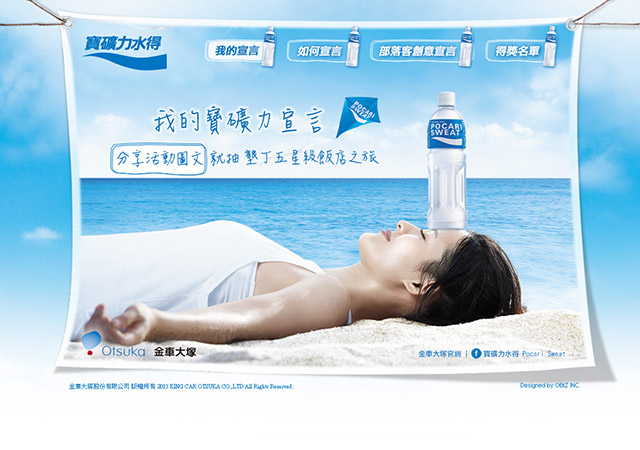 寶礦力水得
我的宣言
如何宣言
部落客創意宣言
得獎名單
我的寶礦力宣言
POCARI
SWEAT
POCARI
SWEAT
分享活動圖文 就抽 墾丁五星級飯店之旅
Otsuka 金車大塚
金車大塚官網 | f 寶礦力水得 Pocari Sweat
金車大塚股份有限公司 版權所有 2013 KING CAR OTSUKA CO.,LTD All Rights Reserved.
Designed by OBIZ INC.